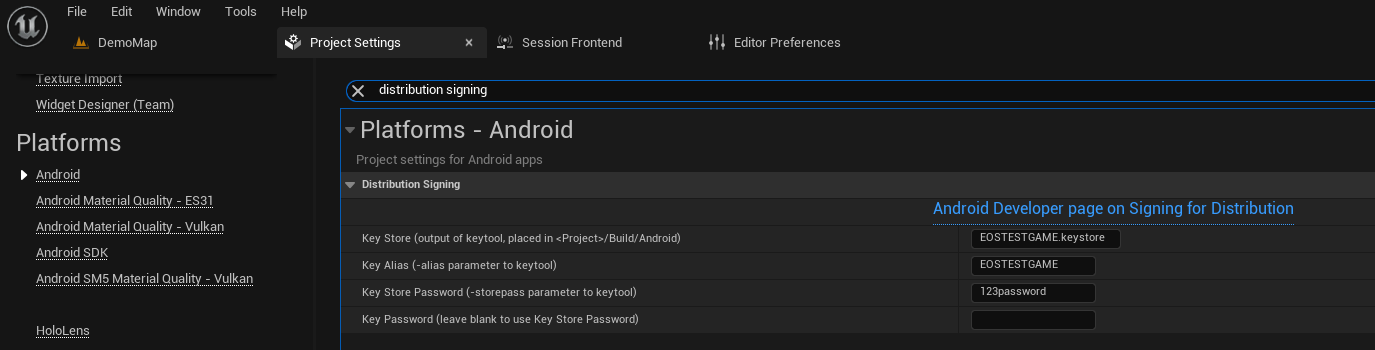 File Edit Window Tools Help
DemoMap Project Settings × Session Frontend Editor Preferences
Texture Import
Widget Designer (Team)
Platforms
Android
Android Material Quality - ES31
Android Material Quality - Vulkan
Android SDK
Android SM5 Material Quality - Vulkan
HoloLens
distribution signing
Platforms - Android
Project settings for Android apps
Distribution Signing
Android Developer page on Signing for Distribution
Key Store (output of keytool, placed in <Project>/Build/Android) EOSTESTGAME.keystore
Key Alias (-alias parameter to keytool) EOSTESTGAME
Key Store Password (-storepass parameter to keytool) 123password
Key Password (leave blank to use Key Store Password)